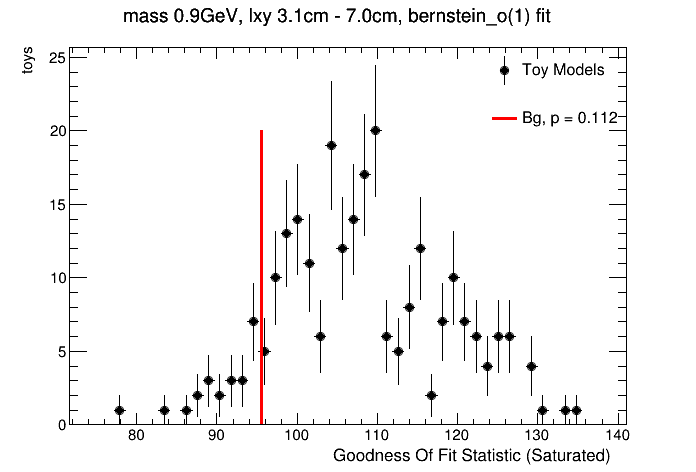 mass 0.9GeV, lxy 3.1cm - 7.0cm, bernstein_o(1) fit
toys
25
20
15
10
5
0
Toy Models
Bg, p = 0.112
80 90 100 110 120 130 140
Goodness Of Fit Statistic (Saturated)